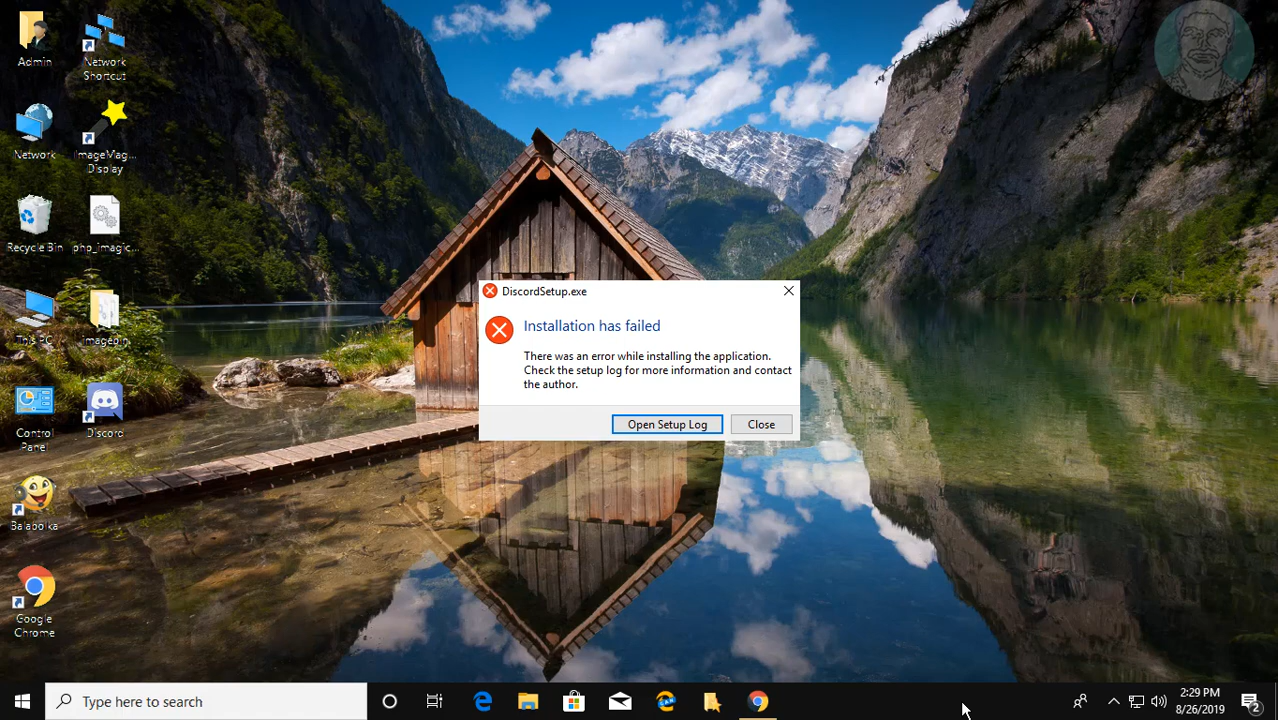 Admin
Network
Shortcut
Network
ImageMag...
Display
Recycle Bin
php_imagic...
This PC
Control
Panel
Discord
Balabolka
Google
Chrome
DiscordSetup.exe
Installation has failed
There was an error while installing the application.
Check the setup log for more information and contact
the author.
Open Setup Log
Close
Type here to search
2:29 PM
8/26/2019
2